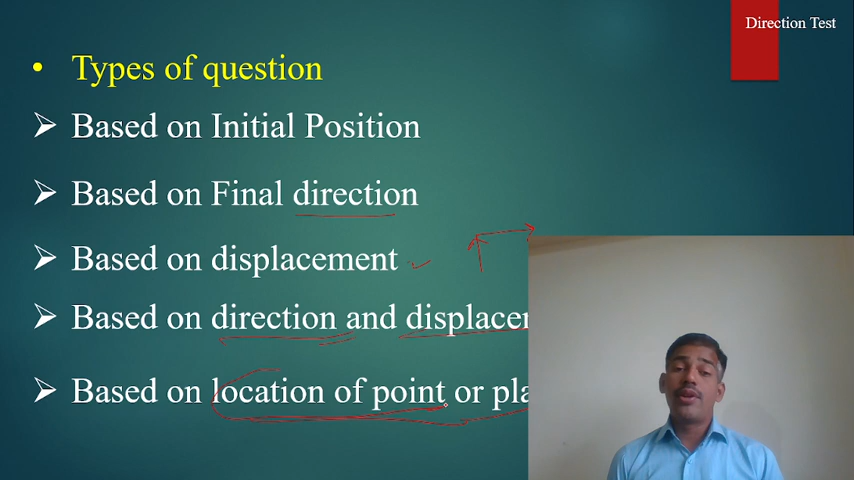 Direction Test
• Types of question
➢ Based on Initial Position
➢ Based on Final direction
➢ Based on displacement
➢ Based on direction and
➢ Based on location of point or